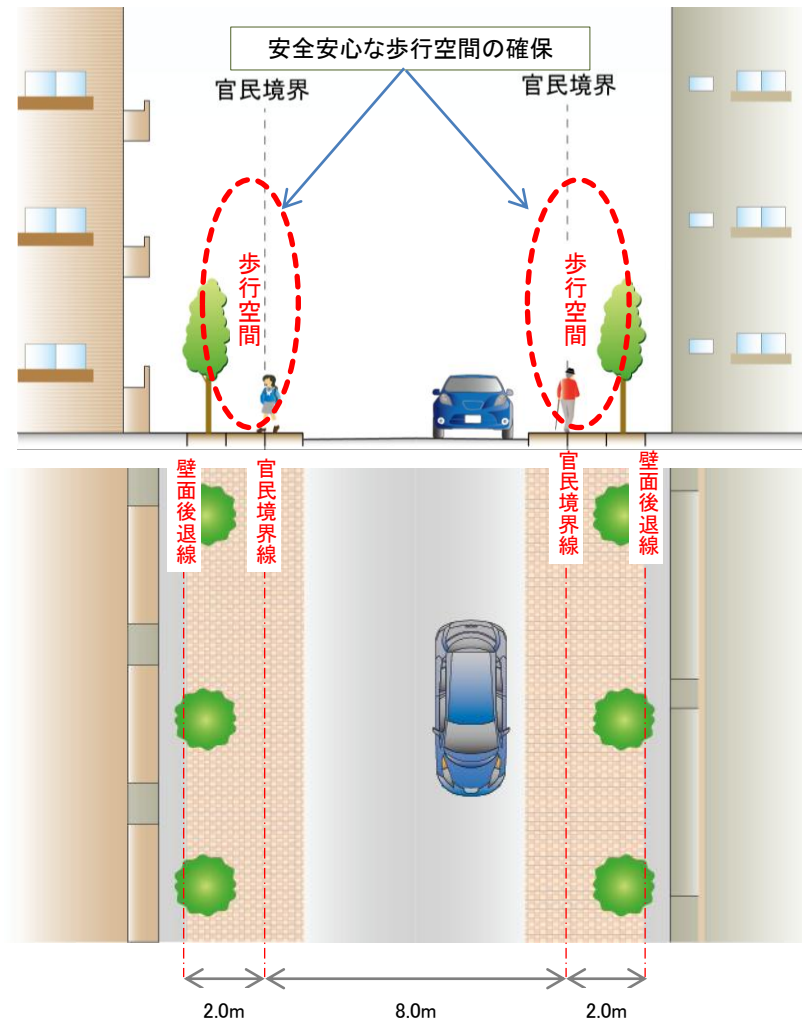 安全安心な歩行空間の確保
官民境界
官民境界
歩行空間
歩行空間
壁面後退線
官民境界線
官民境界線
壁面後退線
2.0m
8.0m
2.0m